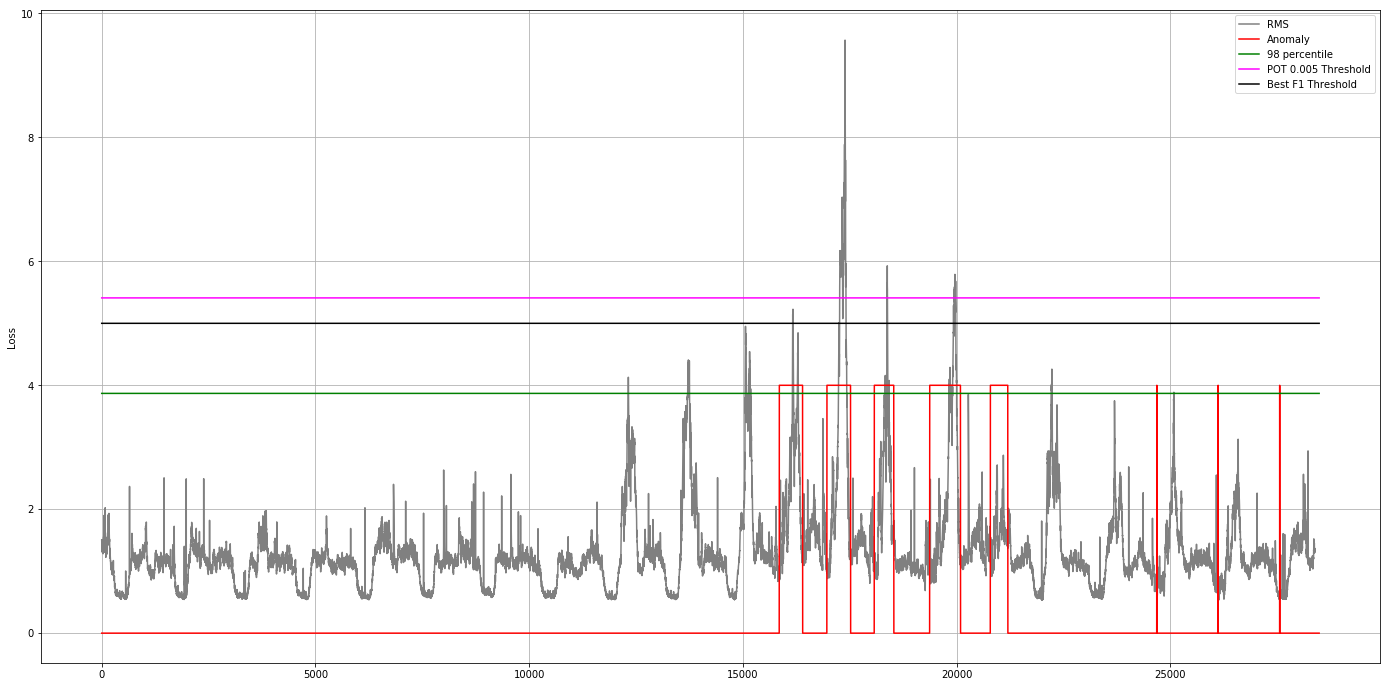 10
8
6
4
2
0
Loss
0
5000
10000
15000
20000
25000
RMS
Anomaly
98 percentile
POT 0.005 Threshold
Best F1 Threshold